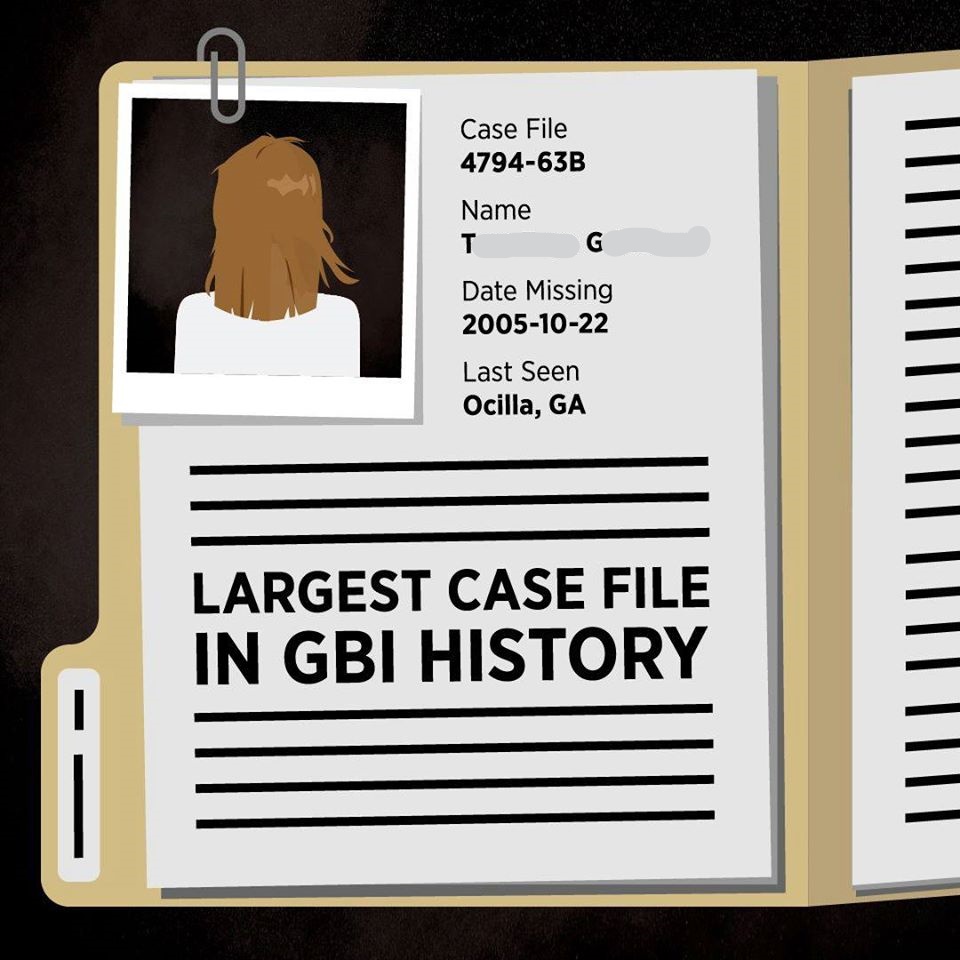 Case File
4794-63B
Name
T G
Date Missing
2005-10-22
Last Seen
Ocilla, GA
LARGEST CASE FILE
IN GBI HISTORY